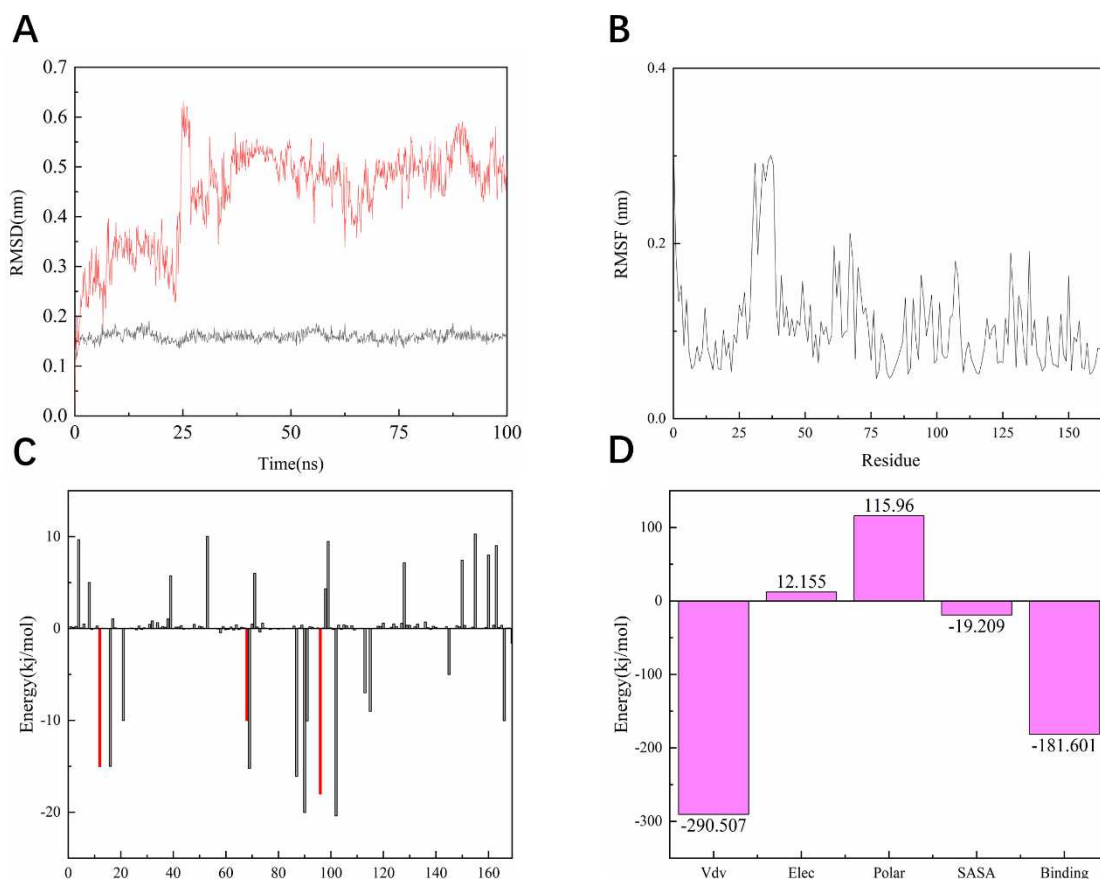 A
RMSD(nm)
0.7
0.6
0.5
0.4
0.3
0.2
0.1
0.0
0 25 50 75 100
Time(ns)
B
RMSF (nm)
0.4
0.2
0.0
0 25 50 75 100 125 150
Residue
C
Energy(kj/mol)
10
0
-10
-20
0 20 40 60 80 100 120 140 160
D
Energy(kj/mol)
100
0
-100
-200
-300
115.96
12.155
-19.209
-181.601
-290.507
Vdv Elec Polar SASA Binding